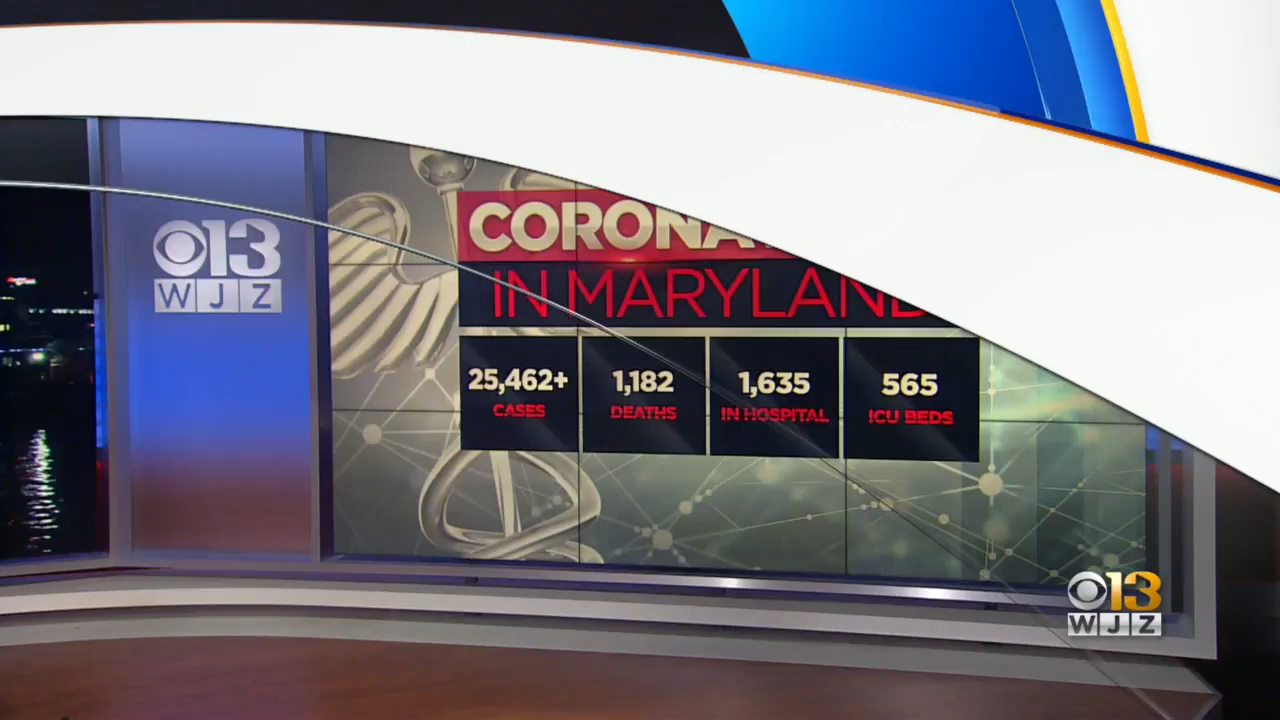 13
WJZ
CORONA
IN MARYLAND
25,462+
CASES
1,182
DEATHS
1,635
IN HOSPITAL
565
ICU BEDS
13
WJZ